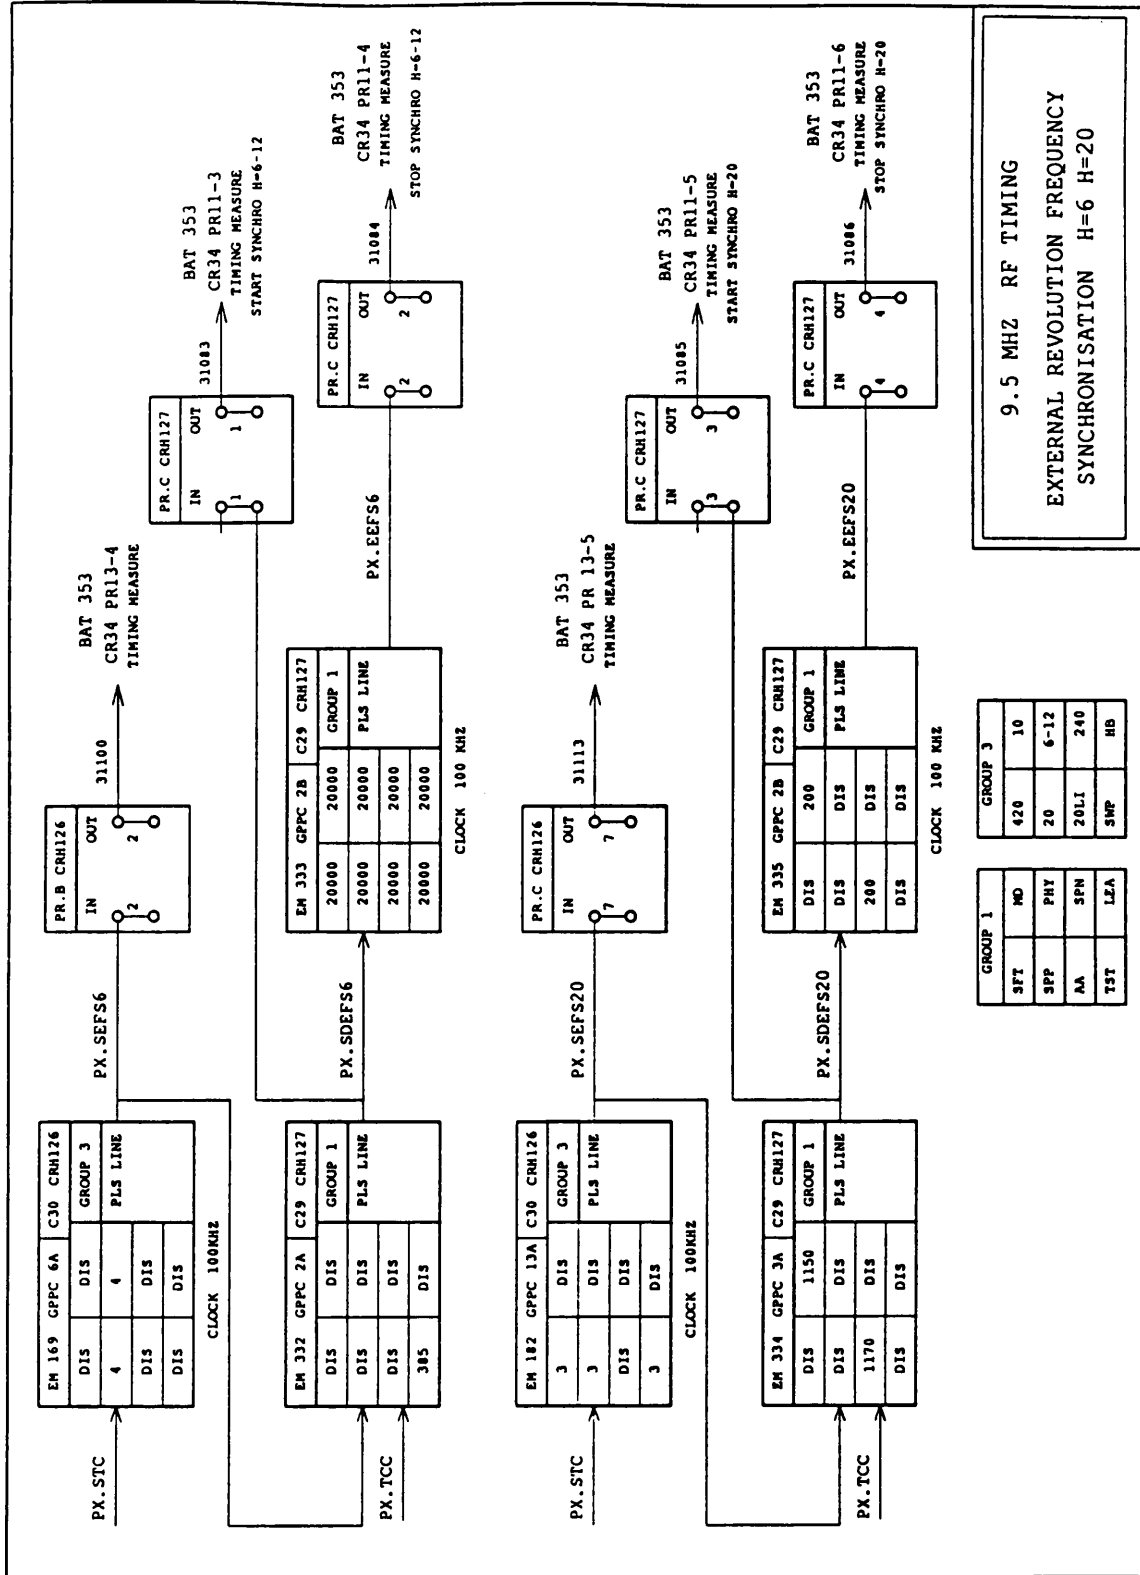 EM 169 GPPC 6A C30 CRH126
DIS DIS GROUP 3
4 4 PLS LINE
DIS DIS
DIS DIS
CLOCK 100KHZ
PX.STC
PX.SEFS6
PR.B CRH126
IN OUT
2 2
31100
BAT 353
CR34 PR13-4
TIMING MEASURE
EM 332 GPPC 2A C29 CRH127
DIS DIS GROUP 1
DIS DIS PLS LINE
DIS DIS
385 DIS
PX.TCC
PX.SDEFS6
PR.C CRH127
IN OUT
1 1
31083
BAT 353
CR34 PR11-3
TIMING MEASURE
START SYNCHRO H=6-12
EM 333 GPPC 2B C29 CRH127
20000 20000 GROUP 1
20000 20000 PLS LINE
20000 20000
20000 20000
CLOCK 100 KHZ
PX.EEFS6
PR.C CRH127
IN OUT
2 2
31084
BAT 353
CR34 PR11-4
TIMING MEASURE
STOP SYNCHRO H=6-12
EM 182 GPPC 13A C30 CRH126
3 DIS GROUP 3
3 DIS PLS LINE
DIS DIS
3 DIS
CLOCK 100KHZ
PX.STC
PX.SEFS20
PR.C CRH126
IN OUT
7 7
31113
BAT 353
CR34 PR 13-5
TIMING MEASURE
EM 334 GPPC 3A C29 CRH127
DIS 1150 GROUP 1
DIS DIS PLS LINE
1170 DIS
DIS DIS
PX.TCC
PX.SDEFS20
PR.C CRH127
IN OUT
3 3
31085
BAT 353
CR34 PR11-5
TIMING MEASURE
START SYNCHRO H=20
EM 335 GPPC 2B C29 CRH127
DIS 200 GROUP 1
DIS DIS PLS LINE
200 DIS
DIS DIS
CLOCK 100 KHZ
PX.EEFS20
PR.C CRH127
IN OUT
4 4
31086
BAT 353
CR34 PR11-6
TIMING MEASURE
STOP SYNCHRO H=20
GROUP 1
SFT MD
SPP PHY
AA SPN
TST LEA
GROUP 3
420 10
20 6-12
20LI 240
SWP HB
9.5 MHZ RF TIMING
EXTERNAL REVOLUTION FREQUENCY
SYNCHRONISATION H=6 H=20